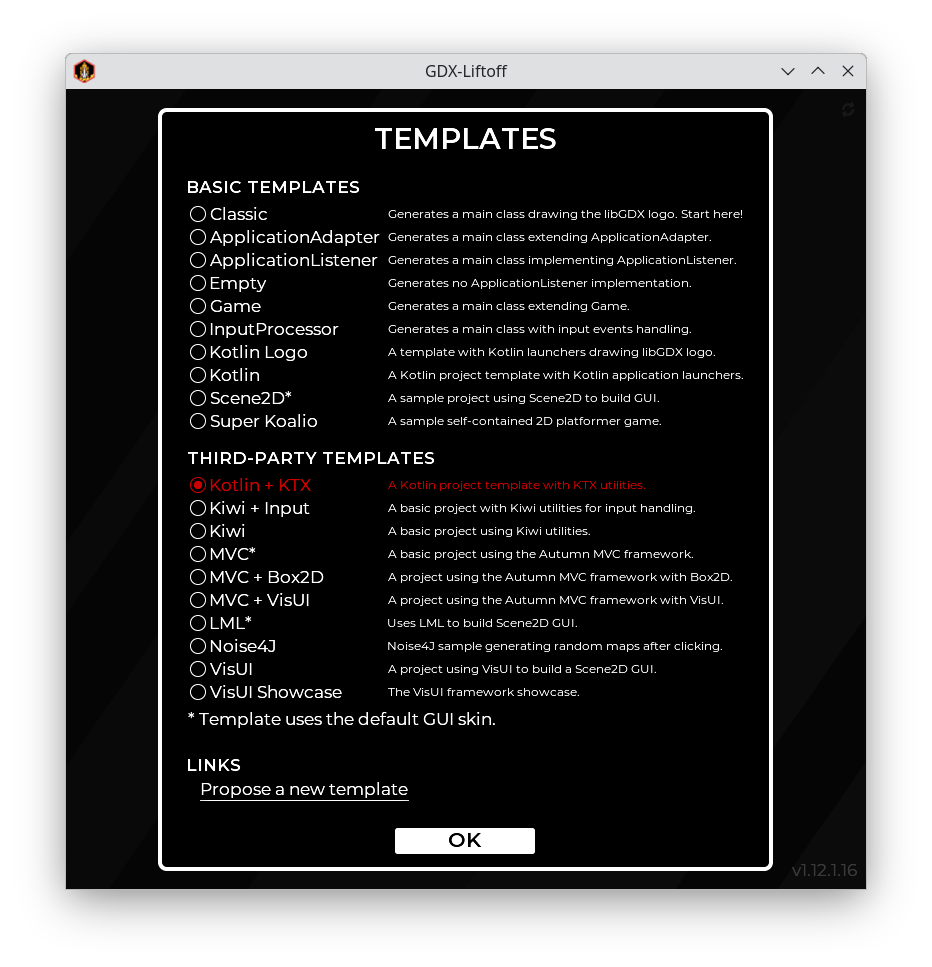 GDX-Liftoff
TEMPLATES
BASIC TEMPLATES
Classic Generates a main class drawing the libGDX logo. Start here!
ApplicationAdapter Generates a main class extending ApplicationAdapter.
ApplicationListener Generates a main class implementing ApplicationListener.
Empty Generates no ApplicationListener implementation.
Game Generates a main class extending Game.
InputProcessor Generates a main class with input events handling.
Kotlin Logo A template with Kotlin launchers drawing libGDX logo.
Kotlin A Kotlin project template with Kotlin application launchers.
Scene2D* A sample project using Scene2D to build GUI.
Super Koalio A sample self-contained 2D platformer game.
THIRD-PARTY TEMPLATES
Kotlin + KTX A Kotlin project template with KTX utilities.
Kiwi + Input A basic project with Kiwi utilities for input handling.
Kiwi A basic project using Kiwi utilities.
MVC* A basic project using the Autumn MVC framework.
MVC + Box2D A project using the Autumn MVC framework with Box2D.
MVC + VisUI A project using the Autumn MVC framework with VisUI.
LML* Uses LML to build Scene2D GUI.
Noise4J Noise4J sample generating random maps after clicking.
VisUI A project using VisUI to build a Scene2D GUI.
VisUI Showcase The VisUI framework showcase.
* Template uses the default GUI skin.
LINKS
Propose a new template
OK
v1.12.1.16